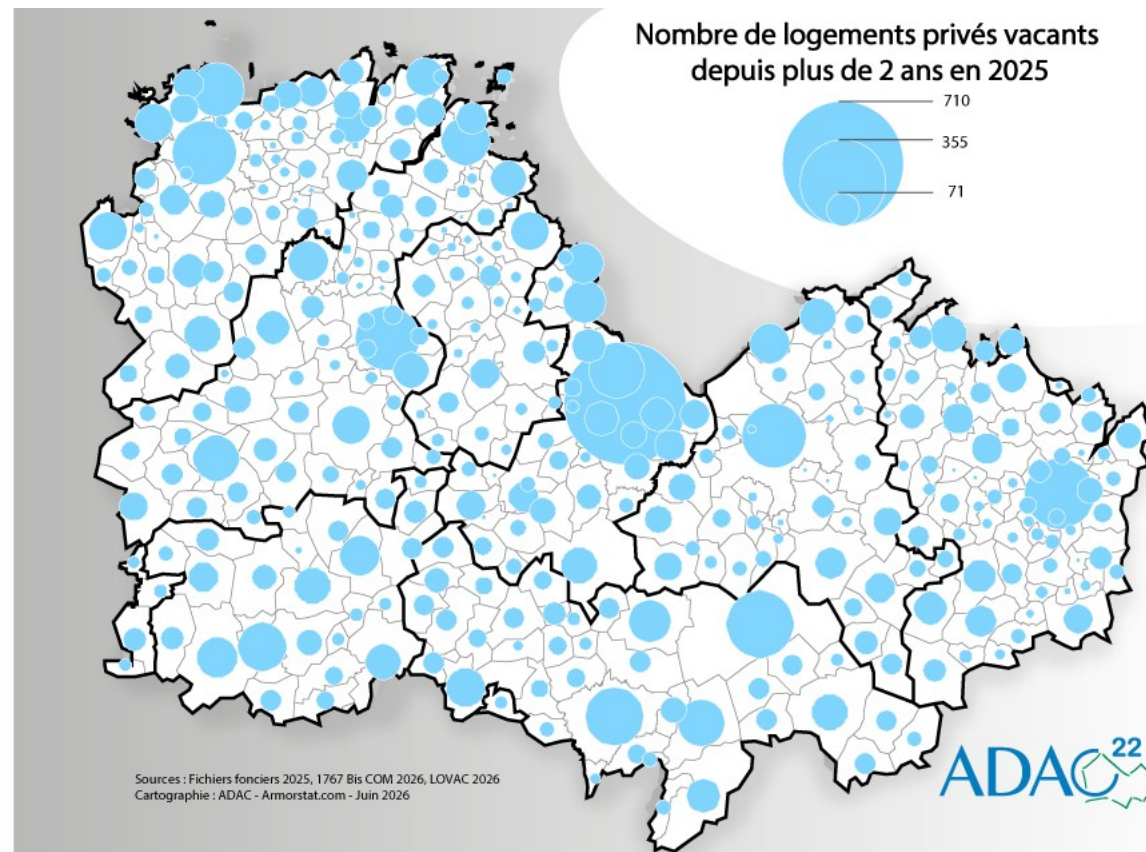 Nombre de logements privés vacants
depuis plus de 2 ans en 2025
710
355
71
Sources : Fichiers fonciers 2025, 1767 Bis COM 2026, LOVAC 2026
Cartographie : ADAC - Armorstat.com - Juin 2026
ADAC 22